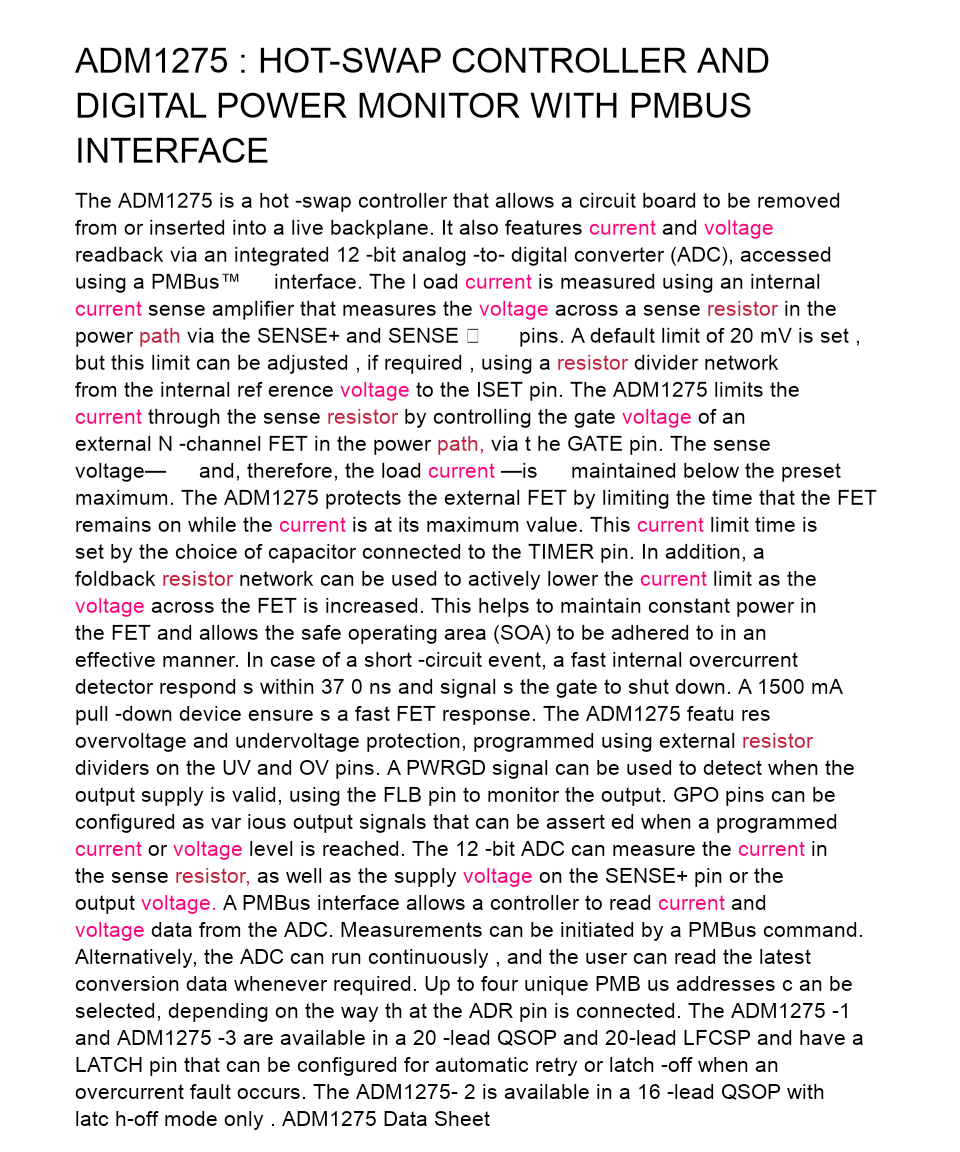 ADM1275 : HOT-SWAP CONTROLLER AND
DIGITAL POWER MONITOR WITH PMBUS
INTERFACE
The ADM1275 is a hot -swap controller that allows a circuit board to be removed
from or inserted into a live backplane. It also features current and voltage
readback via an integrated 12 -bit analog -to- digital converter (ADC), accessed
using a PMBus™ interface. The l oad current is measured using an internal
current sense amplifier that measures the voltage across a sense resistor in the
power path via the SENSE+ and SENSE □ pins. A default limit of 20 mV is set ,
but this limit can be adjusted , if required , using a resistor divider network
from the internal ref erence voltage to the ISET pin. The ADM1275 limits the
current through the sense resistor by controlling the gate voltage of an
external N -channel FET in the power path, via t he GATE pin. The sense
voltage— and, therefore, the load current —is maintained below the preset
maximum. The ADM1275 protects the external FET by limiting the time that the FET
remains on while the current is at its maximum value. This current limit time is
set by the choice of capacitor connected to the TIMER pin. In addition, a
foldback resistor network can be used to actively lower the current limit as the
voltage across the FET is increased. This helps to maintain constant power in
the FET and allows the safe operating area (SOA) to be adhered to in an
effective manner. In case of a short -circuit event, a fast internal overcurrent
detector respond s within 37 0 ns and signal s the gate to shut down. A 1500 mA
pull -down device ensure s a fast FET response. The ADM1275 featu res
overvoltage and undervoltage protection, programmed using external resistor
dividers on the UV and OV pins. A PWRGD signal can be used to detect when the
output supply is valid, using the FLB pin to monitor the output. GPO pins can be
configured as var ious output signals that can be assert ed when a programmed
current or voltage level is reached. The 12 -bit ADC can measure the current in
the sense resistor, as well as the supply voltage on the SENSE+ pin or the
output voltage. A PMBus interface allows a controller to read current and
voltage data from the ADC. Measurements can be initiated by a PMBus command.
Alternatively, the ADC can run continuously , and the user can read the latest
conversion data whenever required. Up to four unique PMB us addresses c an be
selected, depending on the way th at the ADR pin is connected. The ADM1275 -1
and ADM1275 -3 are available in a 20 -lead QSOP and 20-lead LFCSP and have a
LATCH pin that can be configured for automatic retry or latch -off when an
overcurrent fault occurs. The ADM1275- 2 is available in a 16 -lead QSOP with
latc h-off mode only . ADM1275 Data Sheet